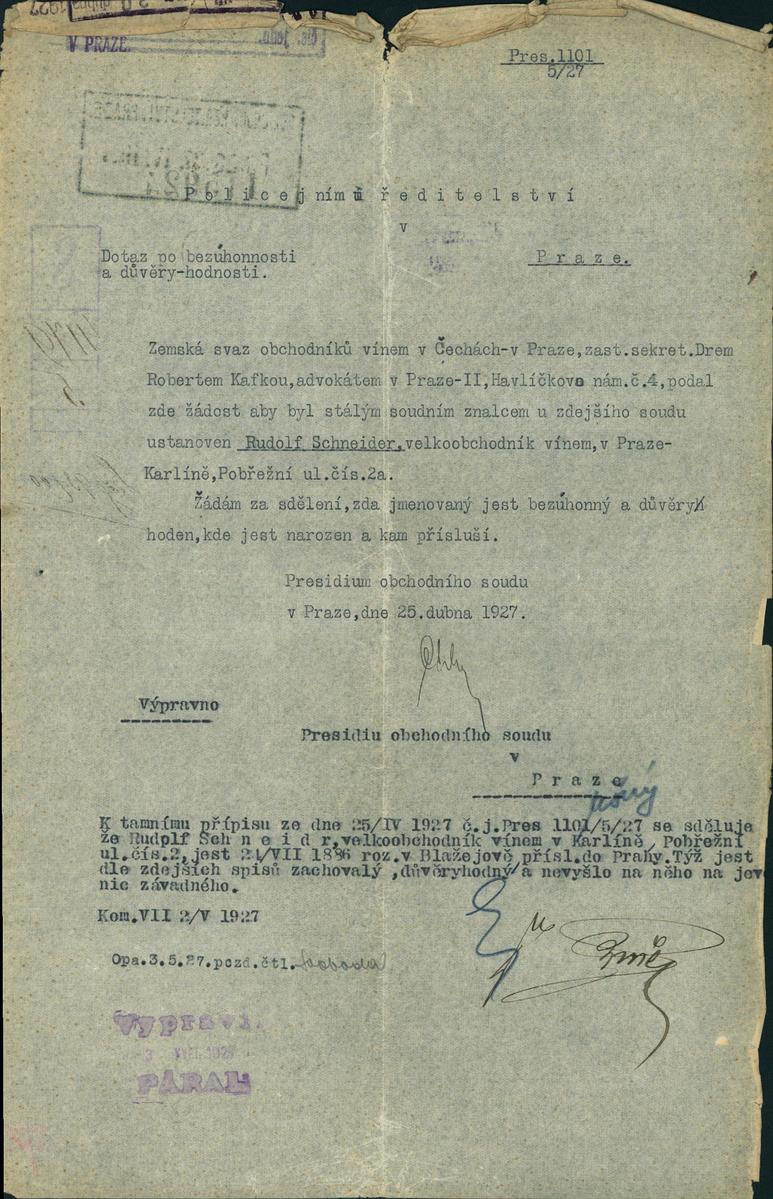 V PRAZE.
Pres.1101
5/27
Policejnímu ředitelství
v
Dotaz po bezúhonnosti
a důvěry-hodnosti.
Praze.
Zemská svaz obchodníků vínem v Čechách-v Praze,zast.sekret.Drem
Robertem Kafkou,advokátem v Praze-II,Havlíčkovo nám.č.4,podal
zde žádost aby byl stálým soudním znalcem u zdejšího soudu
ustanoven Rudolf Schneider,velkoobchodník vínem,v Praze-
Karlíně,Pobřežní ul.čís.2a.
Žádám za sdělení,zda jmenovaný jest bezúhonný a důvěry
hoden,kde jest narozen a kam přísluší.
Presidium obchodního soudu
v Praze,dne 25.dubna 1927.
Výpravno
Presidiu obchodního soudu
v
Praze
K tamnímu přípisu ze dne 25/IV 1927 č.j.Pres 1101/5/27 se sděluje
že Rudolf Sch n e i d r,velkoobchodník vínem v Karlíně, Pobřežní
ul.čís.2,jest 24/VII 1886 roz.v Blažejově přísl.do Prahy.Týž jest
dle zdejších spisů zachovalý ,důvěryhodný a nevyšlo na něho na jev
nic závadného.
Kom.VII 2/V 1927
Opa.3.5.27.pozd.čtl.
Vypravil
PÁRAL